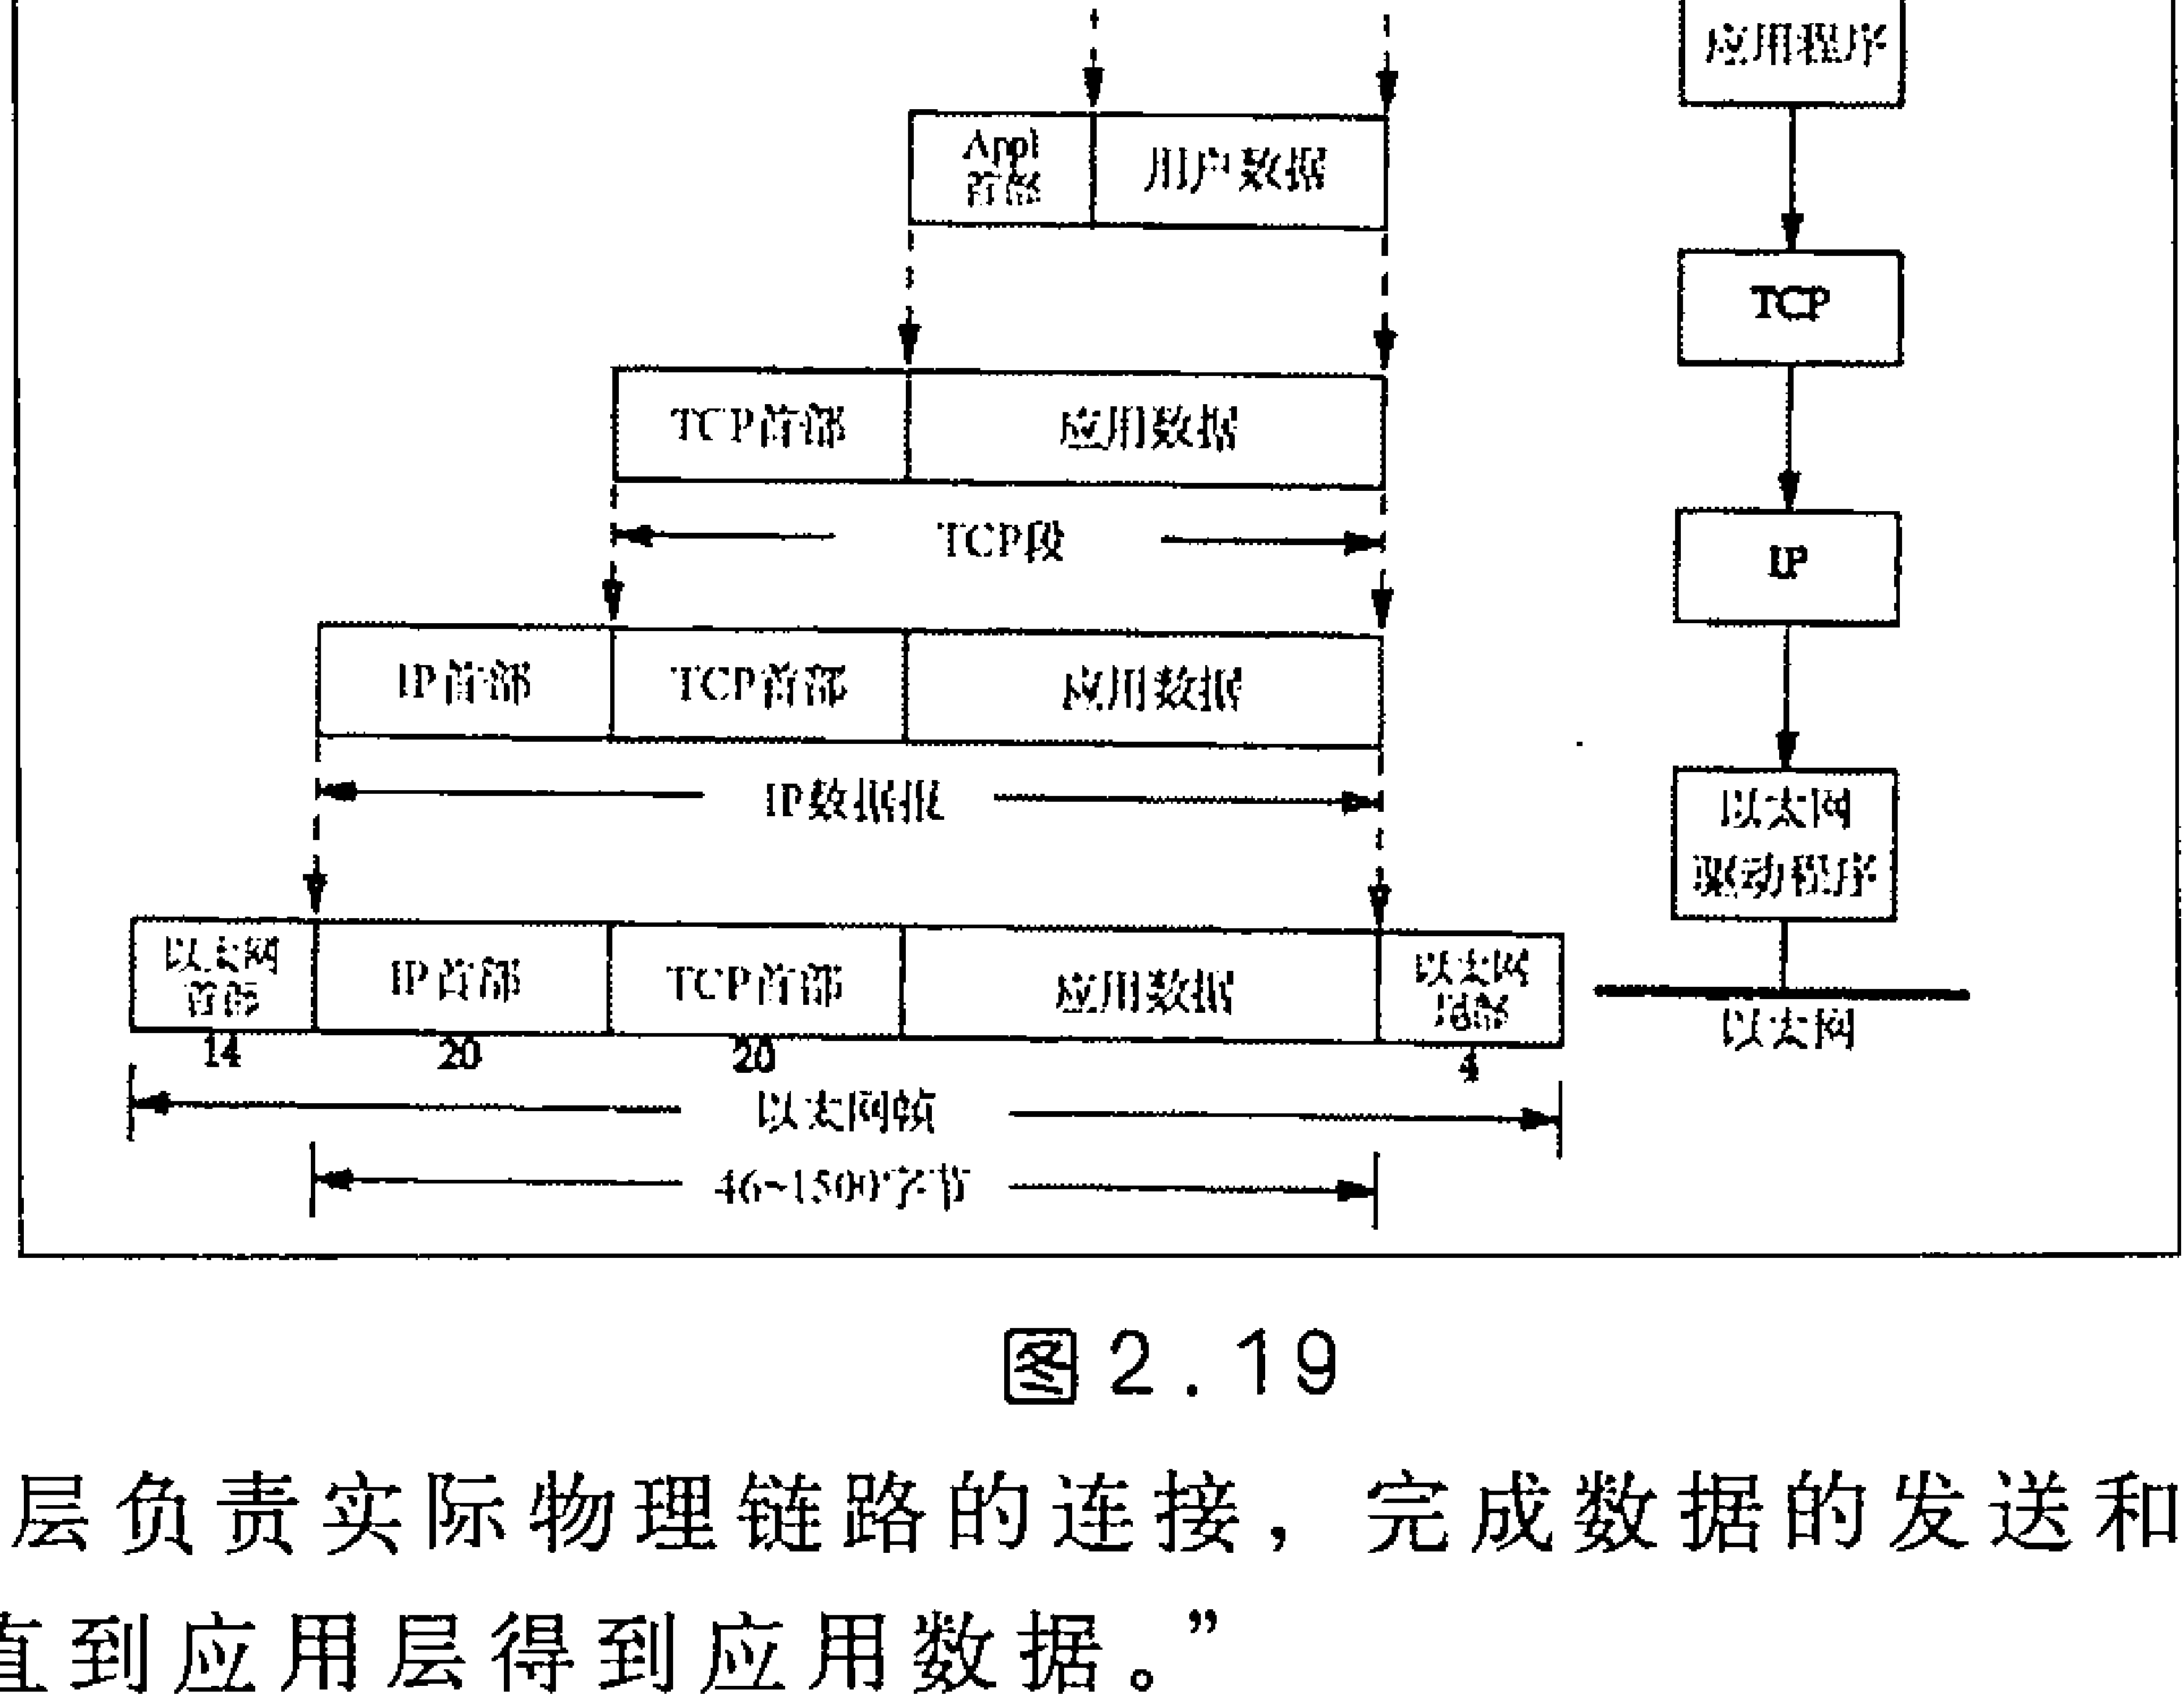 应用程序
Appl
首部
用户数据
TCP
TCP首部
应用数据
TCP段
IP
IP首部
TCP首部
应用数据
IP数据报
以太网
驱动程序
以太网
首部
IP首部
TCP首部
应用数据
以太网
尾部
14
20
20
4
以太网
以太网帧
46~1500字节
图2.19
层负责实际物理链路的连接，完成数据的发送和
直到应用层得到应用数据。”